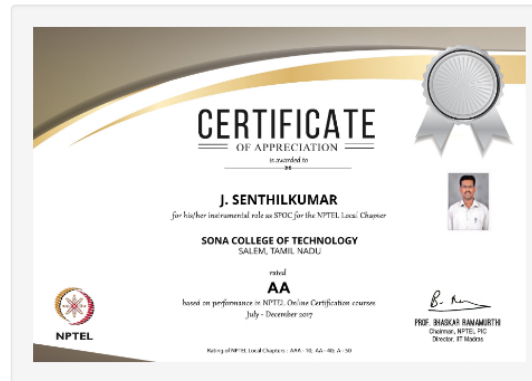 CERTIFICATE
OF APPRECIATION
is awarded to
J. SENTHILKUMAR
for his/her instrumental role as SPOC for the NPTEL Local Chapter
SONA COLLEGE OF TECHNOLOGY
SALEM, TAMIL NADU
rated
AA
based on performance in NPTEL Online Certification courses
July - December 2017
NPTEL
PROF. BHASKAR RAMAMURTHI
Chairman, NPTEL, PIC
Director, IIT Madras
Rating of NPTEL Local Chapters : AAA - 10; AA - 40; A - 50